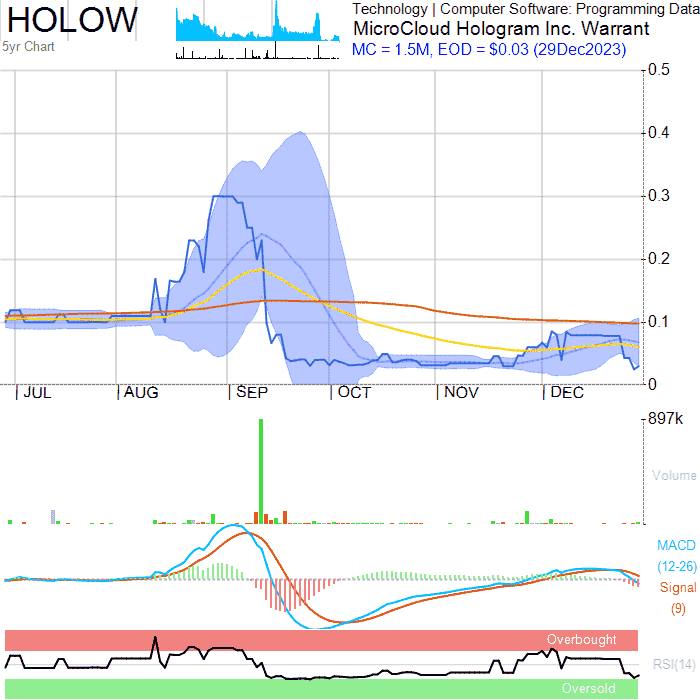 HOLOW
5yr Chart
Technology | Computer Software: Programming Data
MicroCloud Hologram Inc. Warrant
MC = 1.5M, EOD = $0.03 (29Dec2023)
0.5
0.4
0.3
0.2
0.1
0
JUL AUG SEP OCT NOV DEC
897k
Volume
MACD
(12-26)
Signal
(9)
Overbought
RSI(14)
Oversold